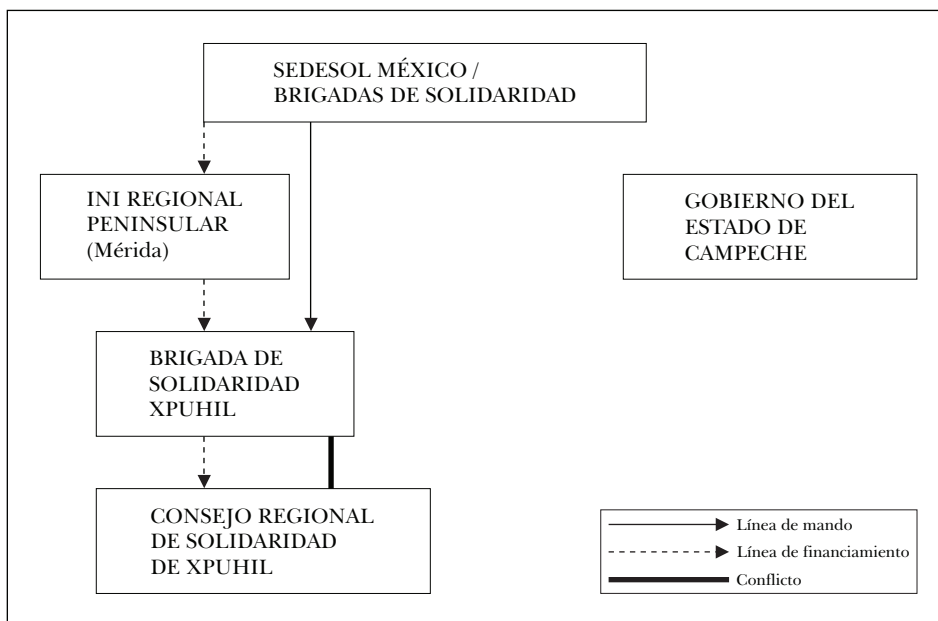 SEDESOL MÉXICO /
BRIGADAS DE SOLIDARIDAD
INI REGIONAL
PENINSULAR
(Mérida)
GOBIERNO DEL
ESTADO DE
CAMPECHE
BRIGADA DE
SOLIDARIDAD
XPUHIL
CONSEJO REGIONAL
DE SOLIDARIDAD
DE XPUHIL
Línea de mando
Línea de financiamiento
Conflicto